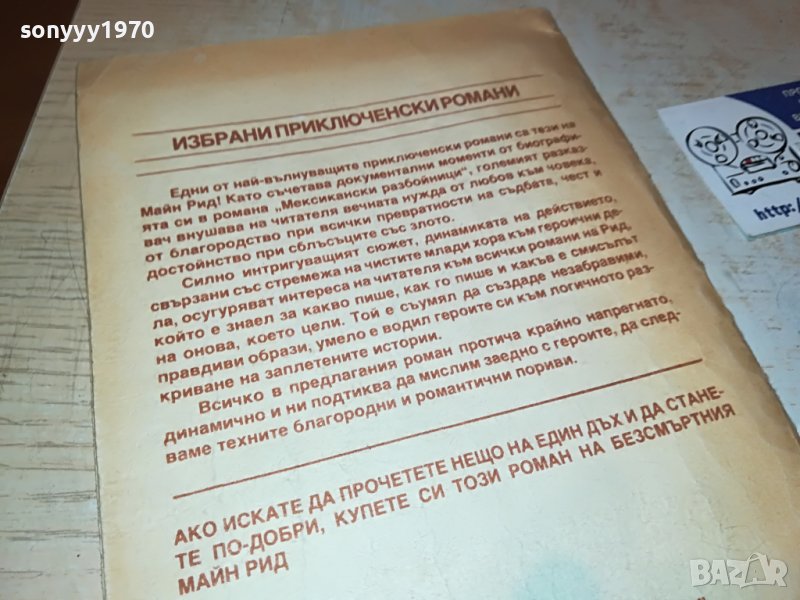 sonyyy1970
ИЗБРАНИ ПРИКЛЮЧЕНСКИ РОМАНИ
Едни от най-вълнуващите приключенски романи са тези на
Майн Рид! Като съчетава документални моменти от биографи-
ята си в романа „Мексикански разбойници", големият разказ-
вач внушава на читателя вечната нужда от любов към човека,
от благородство при всички превратности на съдбата, чест и
достойнство при сблъсъците със злото.
Силно интригуващият сюжет, динамиката на действието,
свързани със стремежа на чистите млади хора към героични де-
ла, осигуряват интереса на читателя към всички романи на Рид,
който е знаел за какво пише, как го пише и какъв е смисълът
на онова, което цели. Той е съумял да създаде незабравими,
правдиви образи, умело е водил героите си към логичното раз-
криване на заплетените истории.
Всичко в предлагания роман протича крайно напрегнато,
динамично и ни подтиква да мислим заедно с героите, да след-
ваме техните благородни и романтични пориви.
АКО ИСКАТЕ ДА ПРОЧЕТЕТЕ НЕЩО НА ЕДИН ДЪХ И ДА СТАНЕ-
ТЕ ПО-ДОБРИ, КУПЕТЕ СИ ТОЗИ РОМАН НА БЕЗСМЪРТНИЯ
МАЙН РИД
http:/
BAZAR